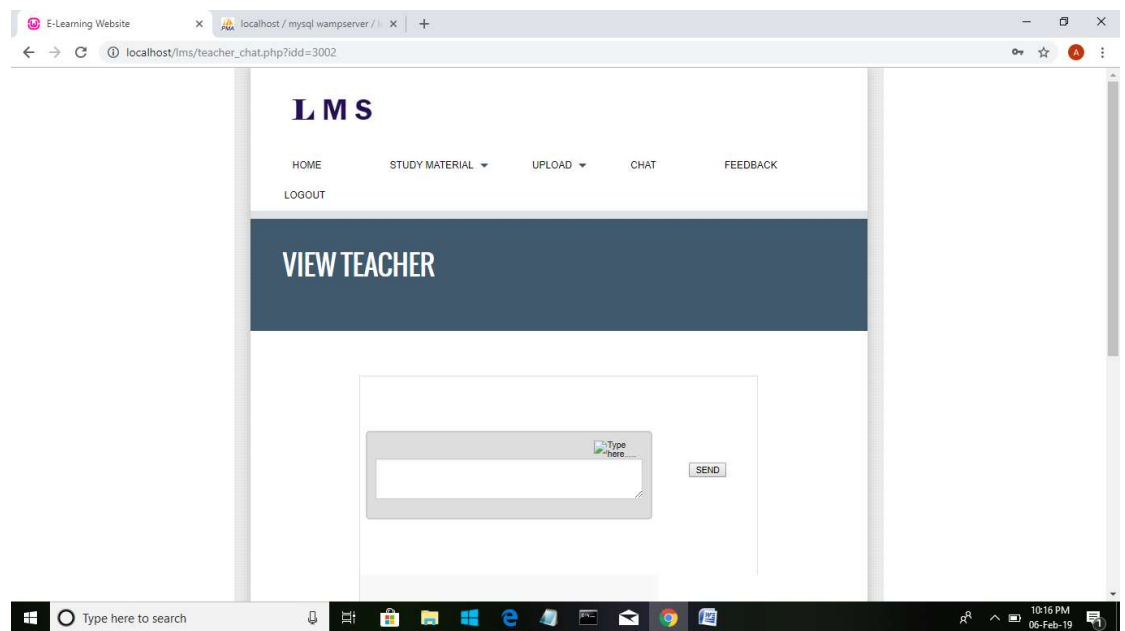 E-Learning Website
localhost / mysql wampserver / l
localhost/lms/teacher_chat.php?idd=3002
A
L M S
HOME STUDY MATERIAL UPLOAD CHAT FEEDBACK
LOGOUT
VIEW TEACHER
Type
here.....
SEND
Type here to search
10:16 PM
06-Feb-19